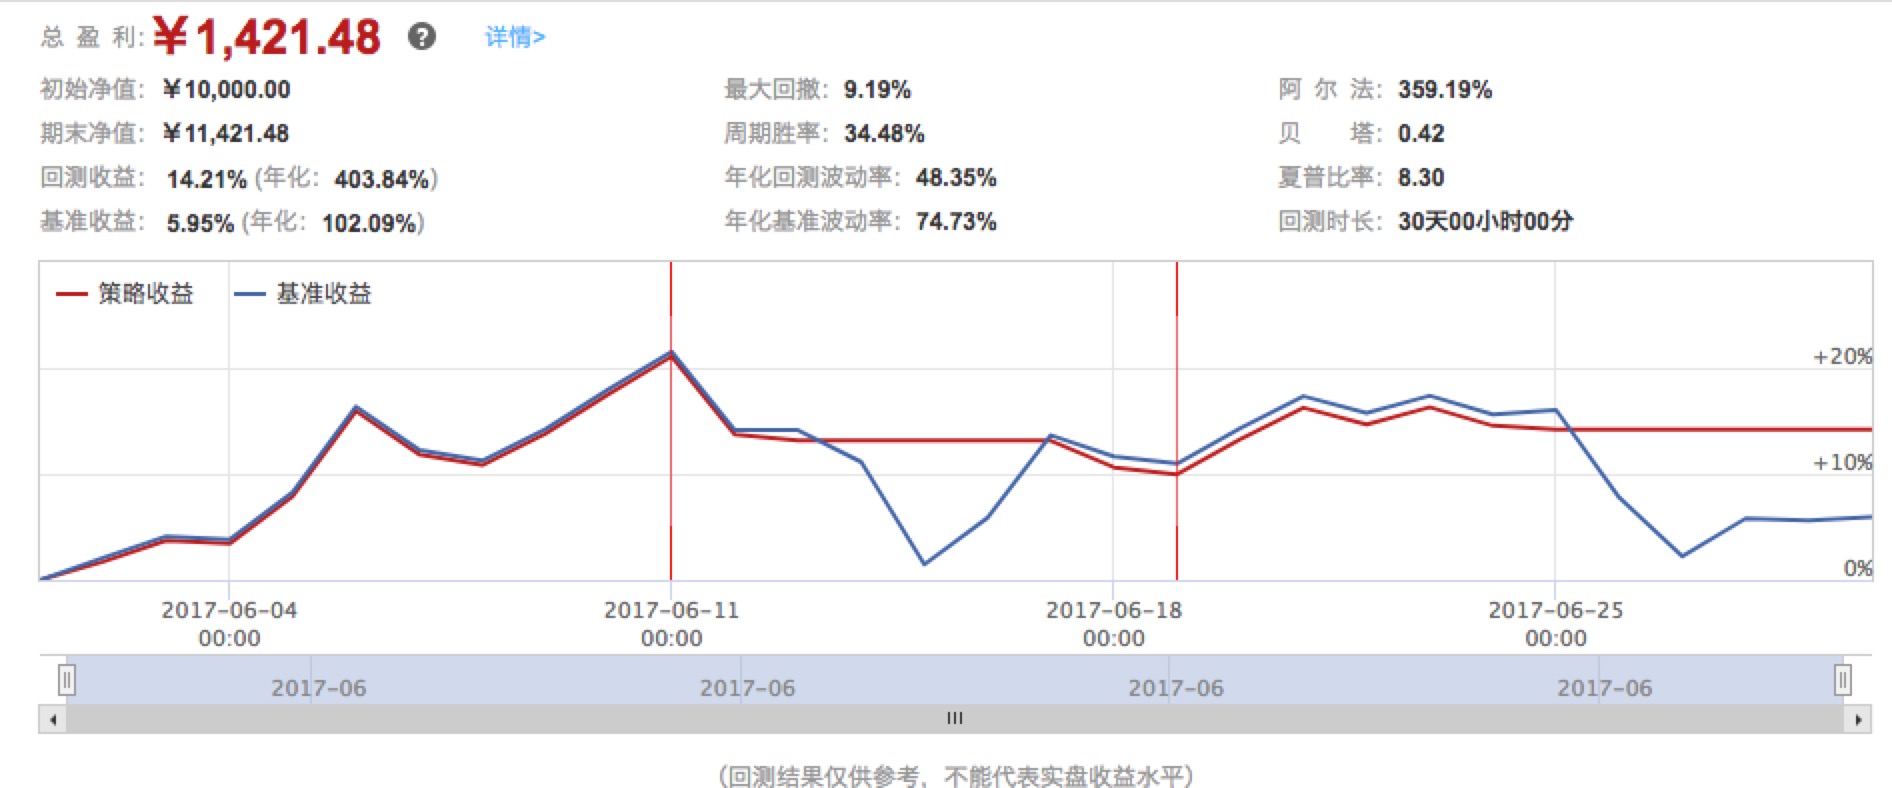 总 盈 利: ￥1,421.48 ? 详情>
初始净值: ￥10,000.00 最大回撤: 9.19% 阿 尔 法: 359.19%
期末净值: ￥11,421.48 周期胜率: 34.48% 贝 塔: 0.42
回测收益: 14.21% (年化: 403.84%) 年化回测波动率: 48.35% 夏普比率: 8.30
基准收益: 5.95% (年化: 102.09%) 年化基准波动率: 74.73% 回测时长: 30天00小时00分
策略收益 基准收益
+20%
+10%
0%
2017-06-04 2017-06-11 2017-06-18 2017-06-25
00:00 00:00 00:00 00:00
2017-06 2017-06 2017-06 2017-06
(回测结果仅供参考，不能代表实盘收益水平)